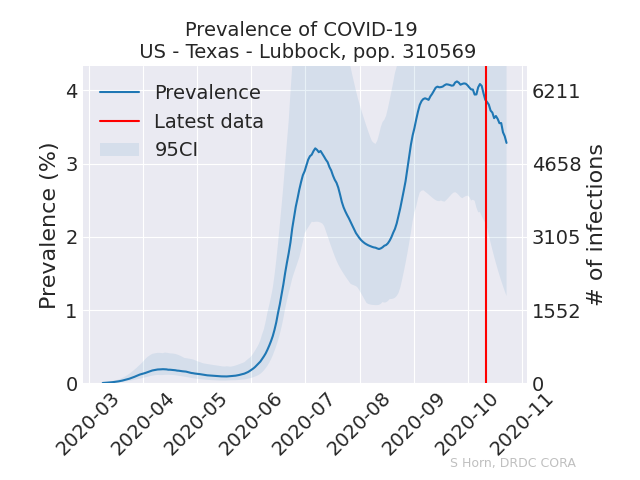 Prevalence of COVID-19
US - Texas - Lubbock, pop. 310569
Prevalence
Latest data
95CI
Prevalence (%)
4
3
2
1
0
6211
4658
3105
1552
0
# of infections
2020-03
2020-04
2020-05
2020-06
2020-07
2020-08
2020-09
2020-10
2020-11
S Horn, DRDC CORA